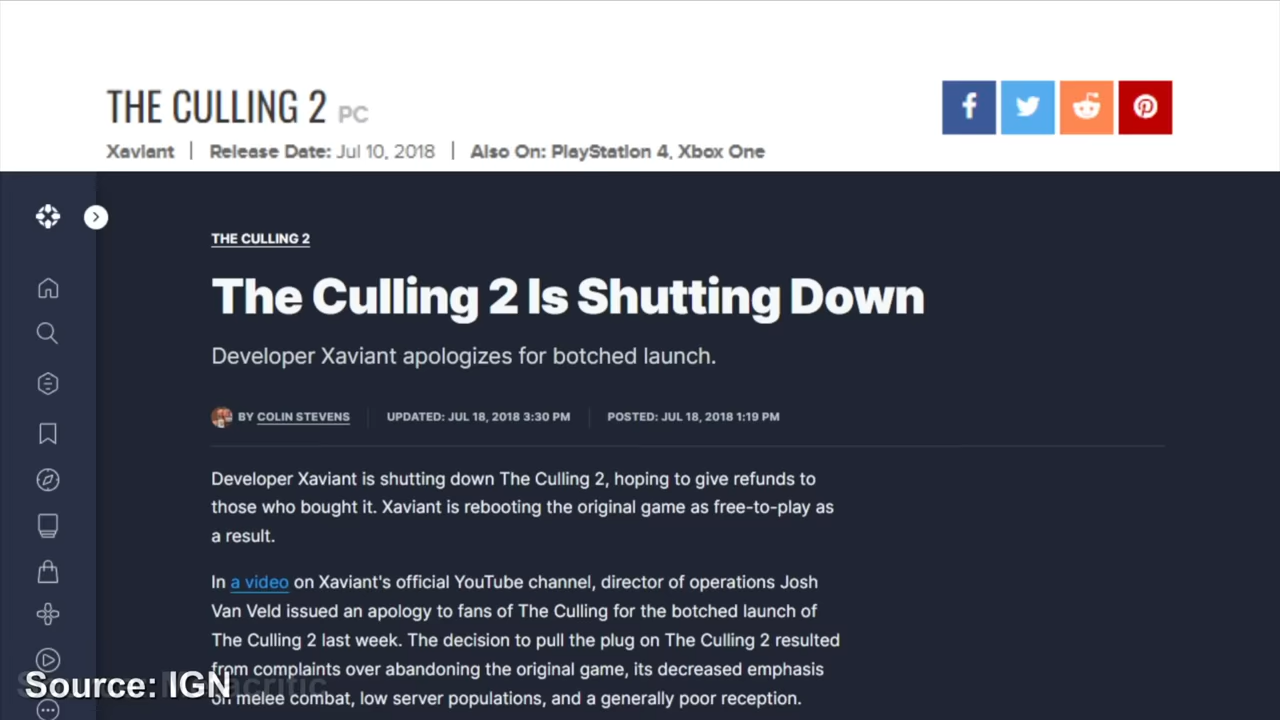 THE CULLING 2 PC
Xaviant | Release Date: Jul 10, 2018 | Also On: PlayStation 4, Xbox One
THE CULLING 2
The Culling 2 Is Shutting Down
Developer Xaviant apologizes for botched launch.
BY COLIN STEVENS | UPDATED: JUL 18, 2018 3:30 PM | POSTED: JUL 18, 2018 1:19 PM
Developer Xaviant is shutting down The Culling 2, hoping to give refunds to
those who bought it. Xaviant is rebooting the original game as free-to-play as
a result.
In a video on Xaviant's official YouTube channel, director of operations Josh
Van Veld issued an apology to fans of The Culling for the botched launch of
The Culling 2 last week. The decision to pull the plug on The Culling 2 resulted
from complaints over abandoning the original game, its decreased emphasis
on melee combat, low server populations, and a generally poor reception.
Source: IGN